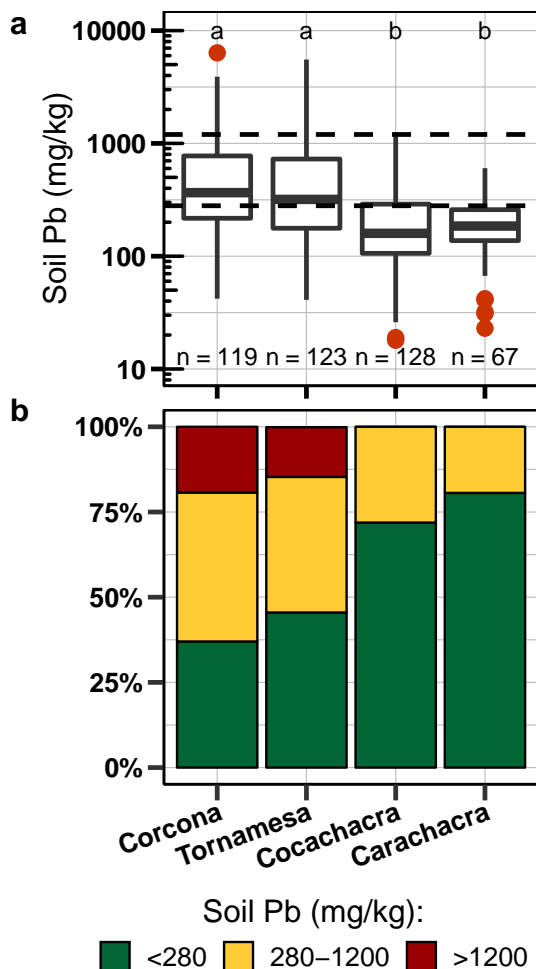 a
a a b b
10000
1000
100
10
Soil Pb (mg/kg)
n = 119 n = 123 n = 128 n = 67
b
100%
75%
50%
25%
0%
Corcona
Tornamesa
Cocachacra
Carachacra
Soil Pb (mg/kg):
<280 280–1200 >1200